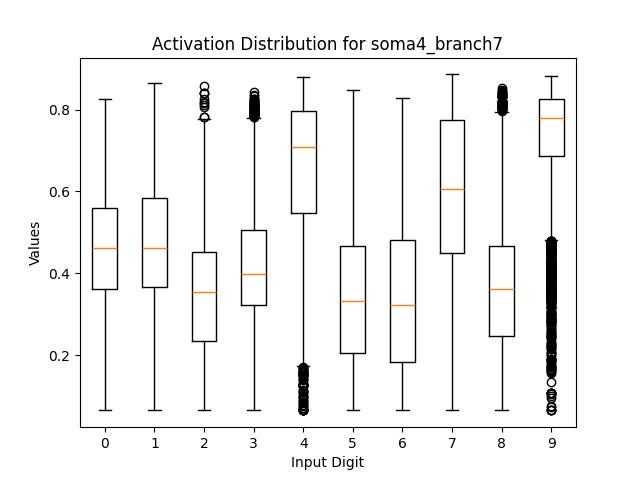 Activation Distribution for soma4_branch7
Values
0.8
0.6
0.4
0.2
0 1 2 3 4 5 6 7 8 9
Input Digit